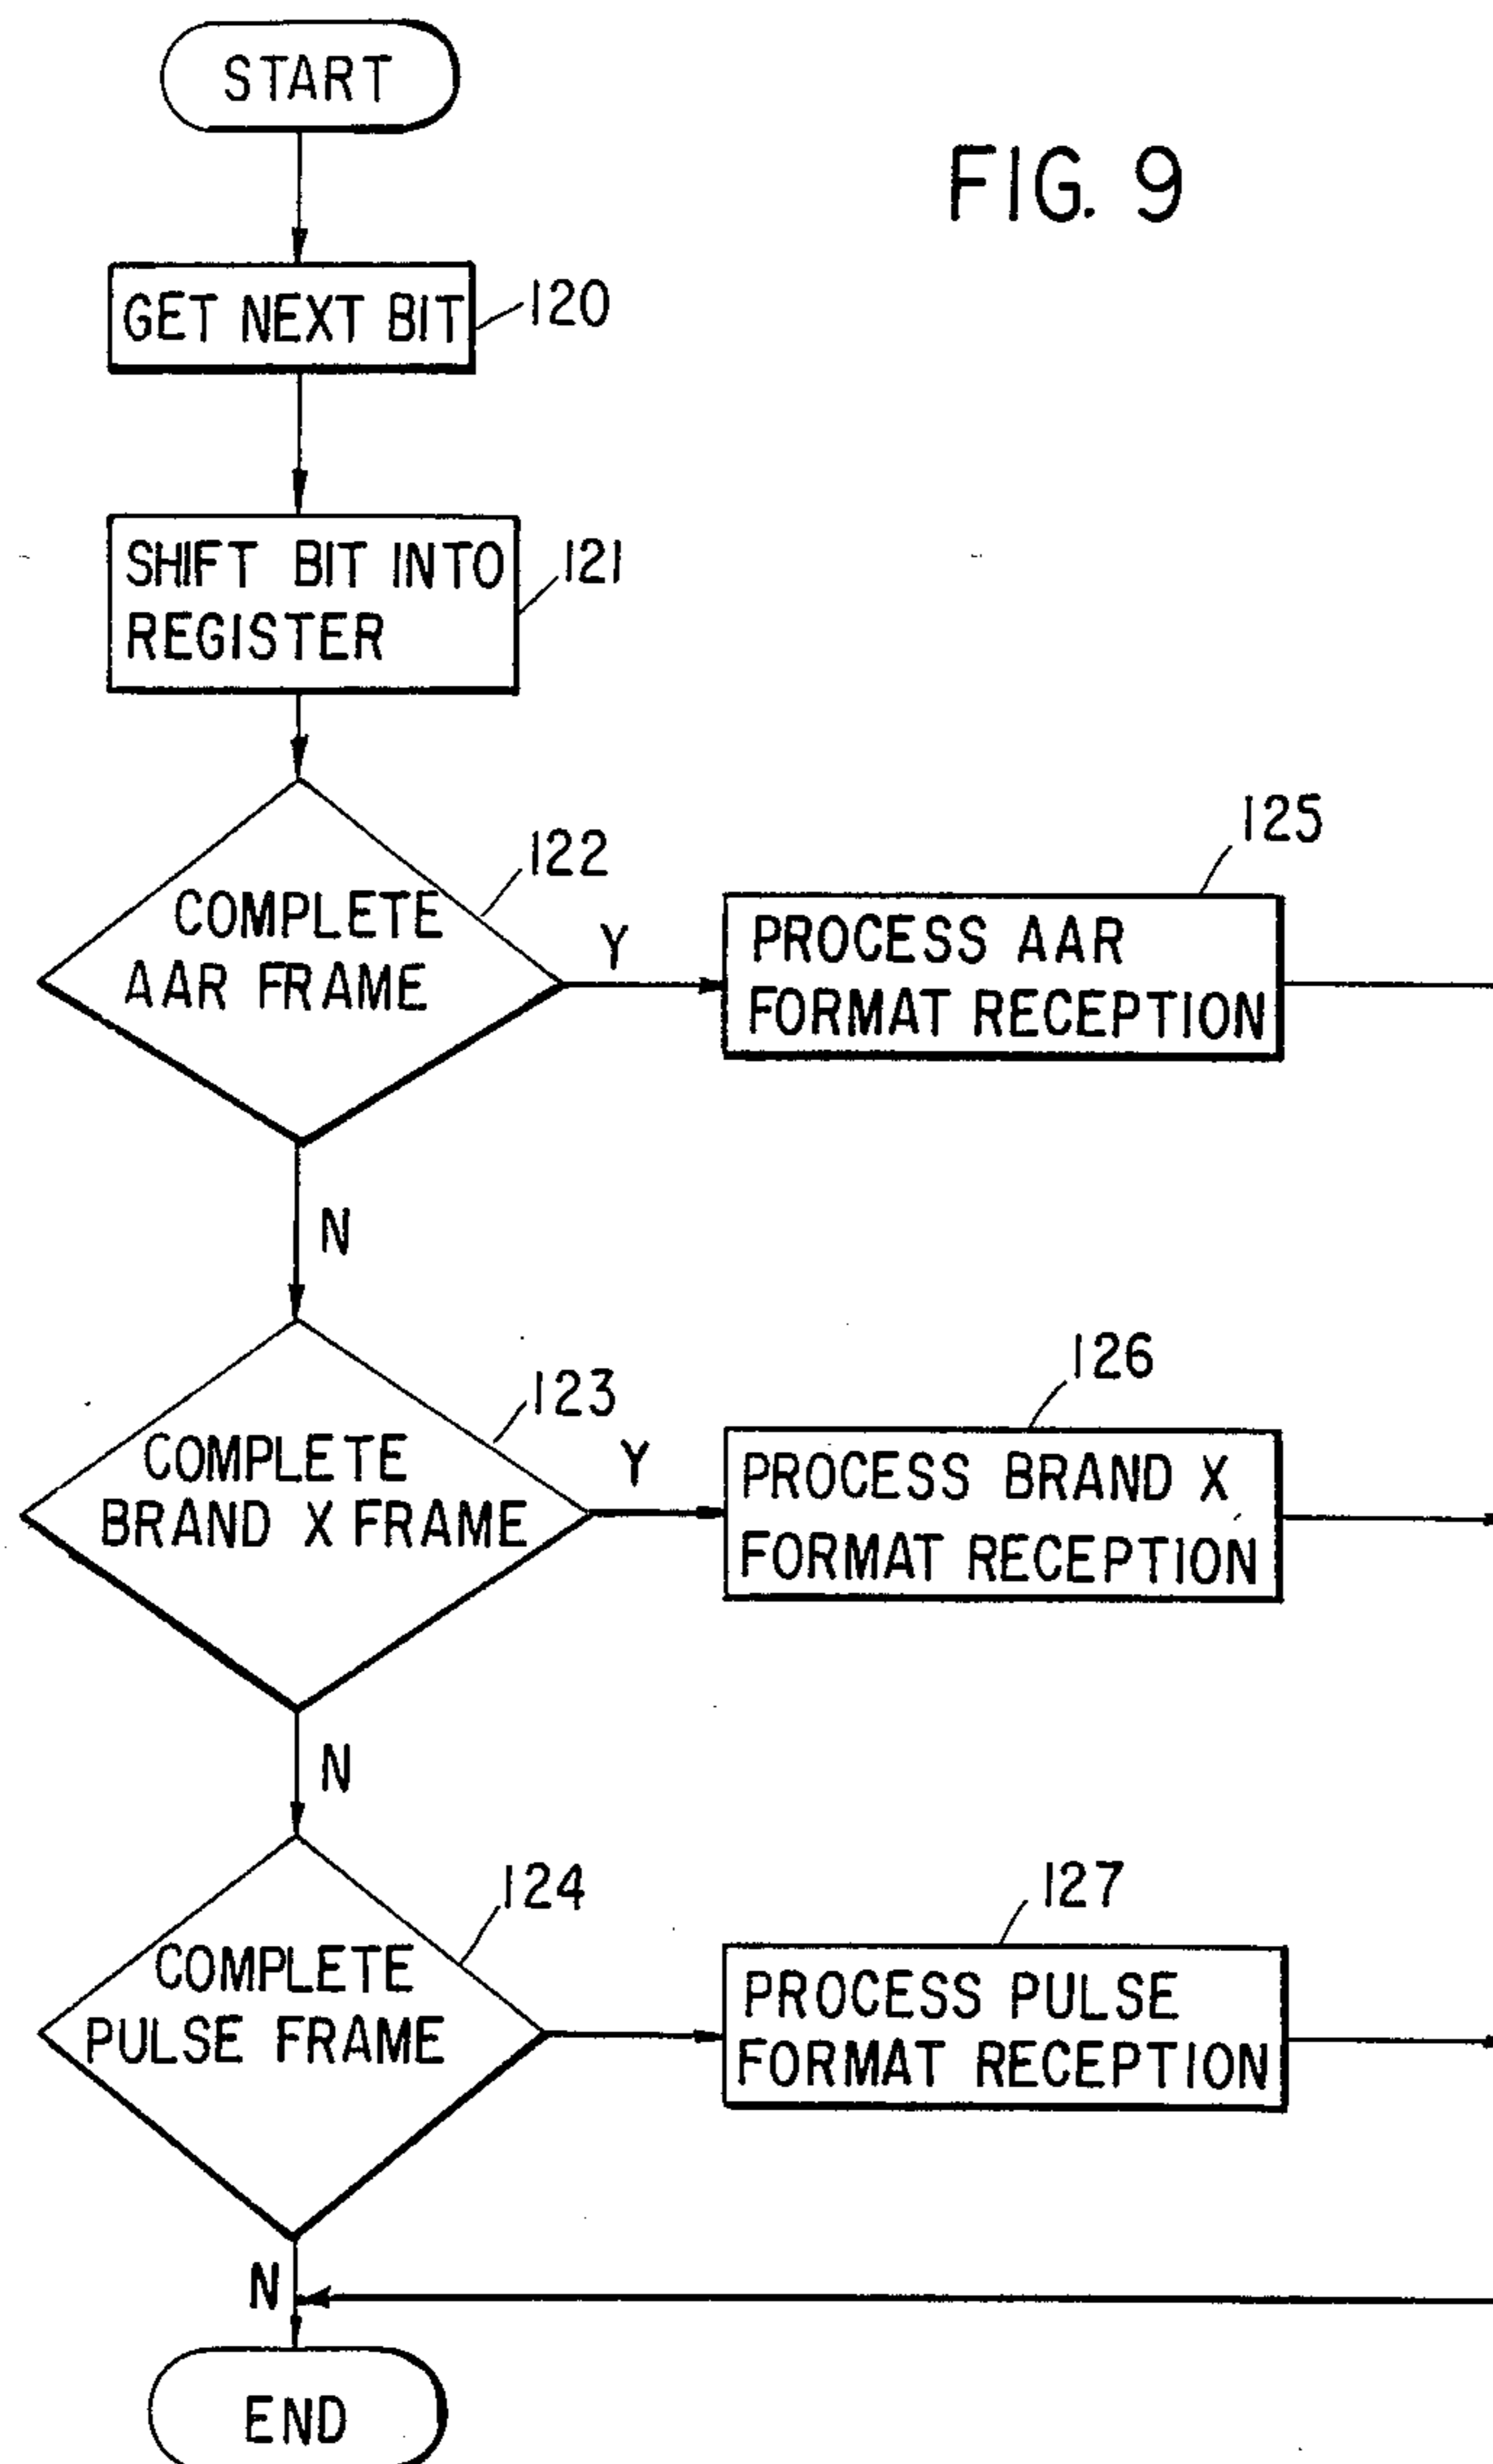 START
FIG. 9
GET NEXT BIT
120
SHIFT BIT INTO
REGISTER
121
COMPLETE
AAR FRAME
122
Y
PROCESS AAR
FORMAT RECEPTION
125
N
COMPLETE
BRAND X FRAME
123
Y
PROCESS BRAND X
FORMAT RECEPTION
126
N
COMPLETE
PULSE FRAME
124
PROCESS PULSE
FORMAT RECEPTION
127
N
END